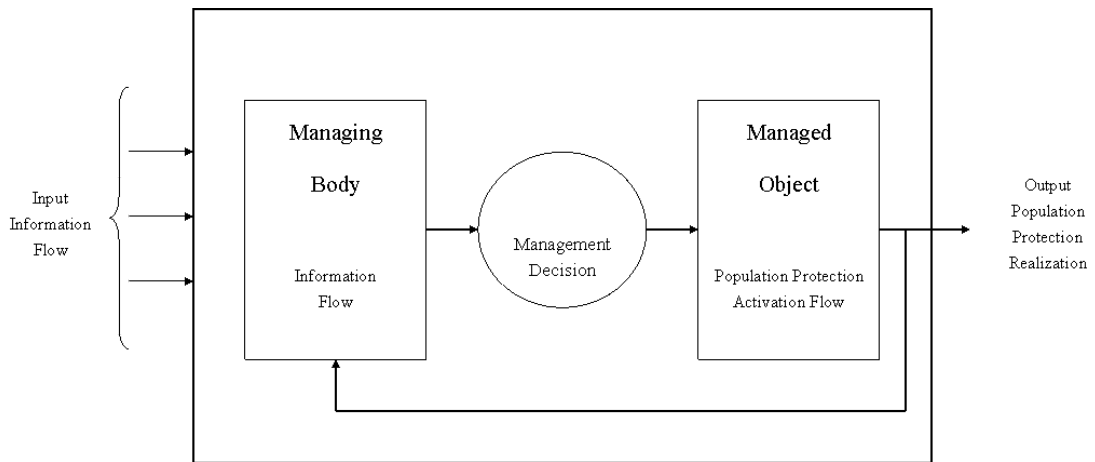 Input
Information
Flow
Managing
Body
Information
Flow
Management
Decision
Managed
Object
Population Protection
Activation Flow
Output
Population
Protection
Realization